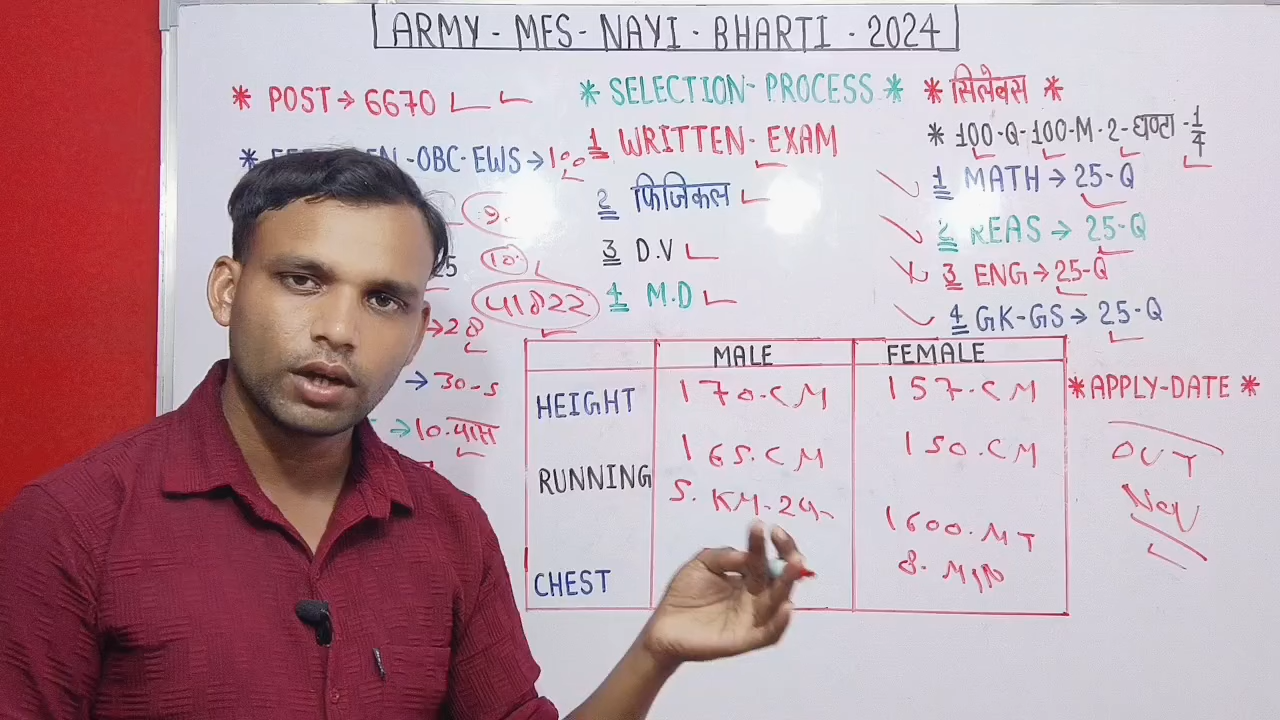 ARMY - MES - NAYI - BHARTI - 2024
* POST → 6670
-OBC-EWS → 100
9.
25
10.
41822
→ 28
→ 30-S
→ 10.पास
* SELECTION-PROCESS *
1 WRITTEN-EXAM
2 फिजिकल
3 D.V
4 M.D
* सिलेबस *
* 100-Q-100-M-2-घण्टा-1/4
1 MATH → 25-Q
2 REAS → 25-Q
3 ENG → 25-Q
4 GK-GS → 25-Q
MALE FEMALE
HEIGHT 170.CM 157.CM
165.CM 150.CM
RUNNING 5.KM-24- 1600.MT
8.MIN
CHEST
*APPLY-DATE*
OUT
Nov